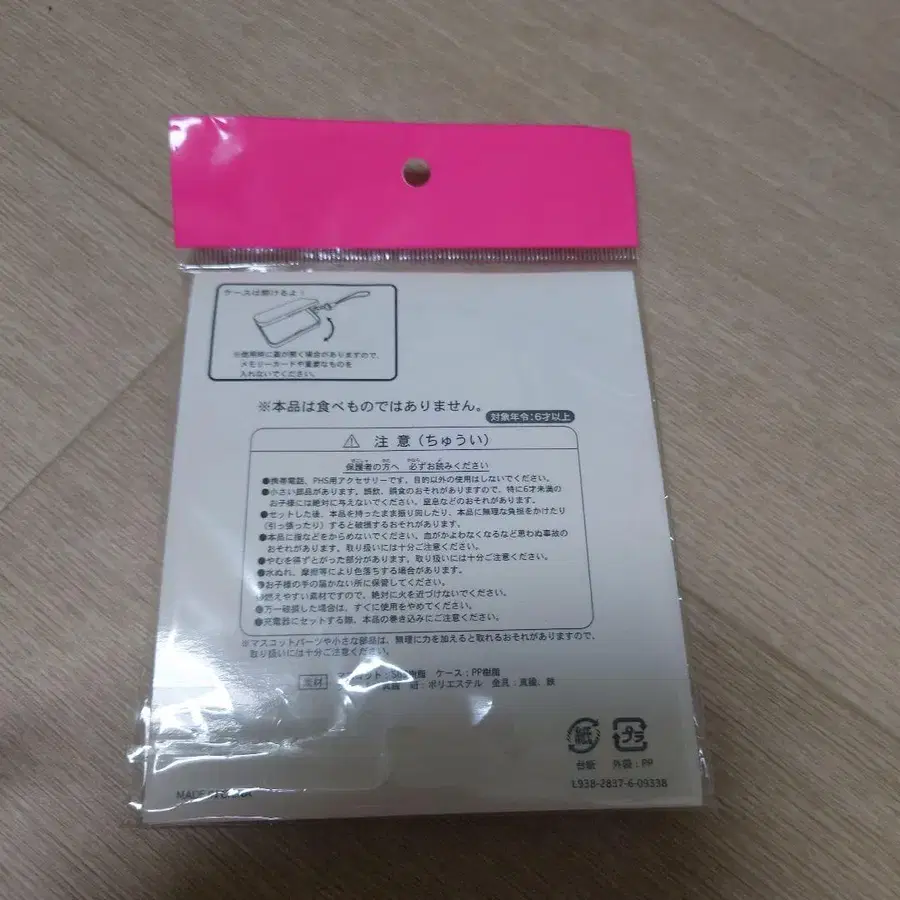 ケースは開けるよ！
※使用時に蓋が開く場合がありますので、
メモリーカードや重要なものを
入れないでください。
※本品は食べものではありません。
対象年令：6才以上
⚠ 注意（ちゅうい）
保護者の方へ 必ずお読みください
●携帯電話、PHS用アクセサリーです。目的以外の使用はしないでください。
●小さい部品があります。誤飲、誤食のおそれがありますので、特に6才未満の
お子様には絶対に与えないでください。窒息などのおそれがあります。
●セットした後、本品を持ったまま振り回したり、本品に無理な負担をかけたり
（引っ張ったり）すると破損するおそれがあります。
●本品に指などをからめないでください。血がかよわなくなるなど思わぬ事故の
おそれがあります。取り扱いには十分ご注意ください。
●やむを得ずとがった部分があります。取り扱いには十分ご注意ください。
●水ぬれ、摩擦等により色落ちする場合があります。
●お子様の手の届かない所に保管してください。
●燃えやすい素材ですので、絶対に火を近づけないでください。
●万一破損した場合は、すぐに使用をやめてください。
●充電器にセットする際、本品の巻き込みにご注意ください。
※マスコットパーツや小さな部品は、無理に力を加えると取れるおそれがありますので、
取り扱いには十分ご注意ください。
素材
ケース：PP樹脂
紐：ポリエステル 金具：真鍮、鉄
紙 プラ
台紙 外袋：PP
MADE IN
L938-2837-6-09338